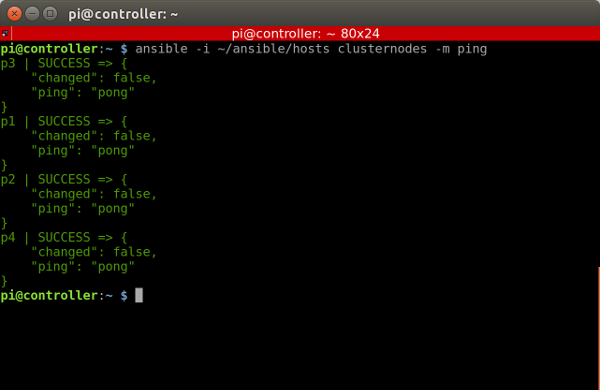 pi@controller: ~
pi@controller: ~ 80x24
pi@controller:~ $ ansible -i ~/ansible/hosts clusternodes -m ping
p3 | SUCCESS => {
    "changed": false,
    "ping": "pong"
}
p1 | SUCCESS => {
    "changed": false,
    "ping": "pong"
}
p2 | SUCCESS => {
    "changed": false,
    "ping": "pong"
}
p4 | SUCCESS => {
    "changed": false,
    "ping": "pong"
}
pi@controller:~ $